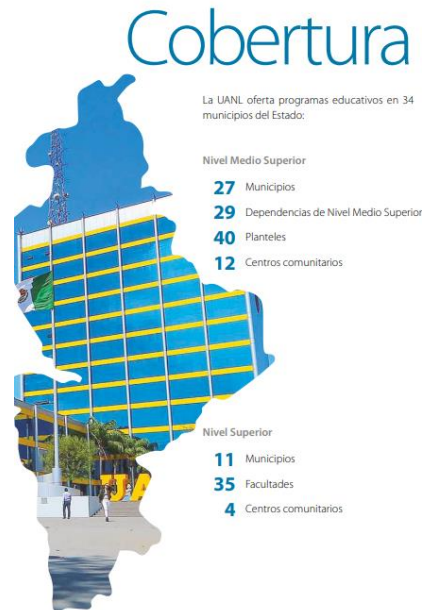 Cobertura
La UANL oferta programas educativos en 34
municipios del Estado:
Nivel Medio Superior
27 Municipios
29 Dependencias de Nivel Medio Superior
40 Planteles
12 Centros comunitarios
Nivel Superior
11 Municipios
35 Facultades
4 Centros comunitarios
UA